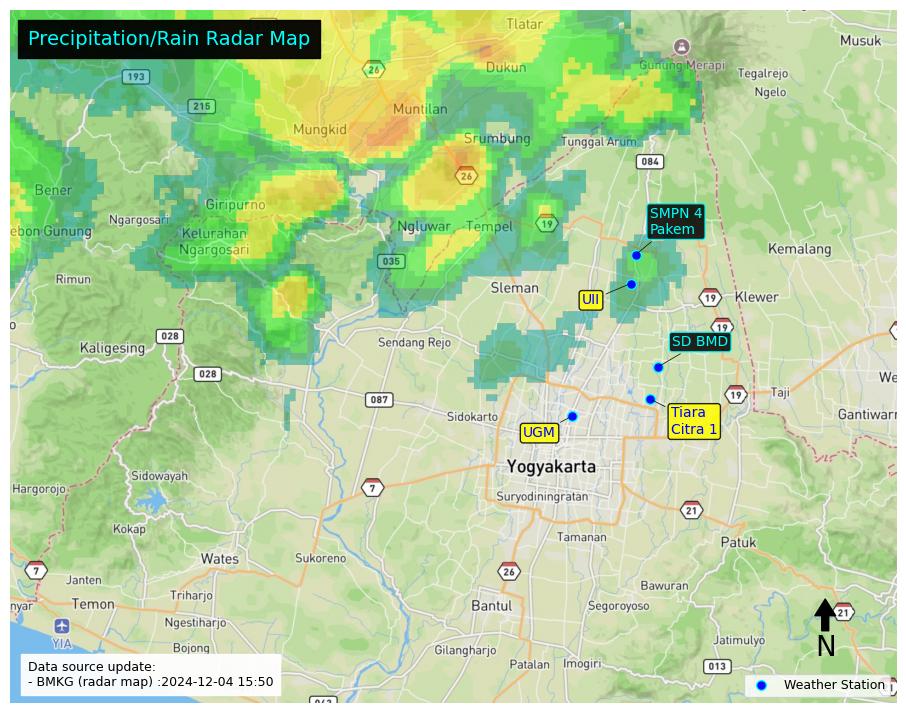 Precipitation/Rain Radar Map
Tlatar
Musuk
26
Dukun
Gunung Merapi
Tegalrejo
193
Ngelo
215
Muntilan
Mungkid
Srumbung
Tunggal Arum
084
26
Bener
Giripurno
Ngargosari
SMPN 4
Pakem
Ngluwar
Tempel
19
ebon Gunung
Kelurahan
Ngargosari
Kemalang
035
Rimun
Sleman
UII
19
Klewer
19
028
Sendang Rejo
Kaligesing
SD BMD
028
We
087
19
Taji
Sidokarto
Tiara
Citra 1
Gantiwarn
UGM
Yogyakarta
Sidowayah
Hargorojo
7
Suryodiningratan
21
Kokap
Tamanan
Patuk
Wates
Sukoreno
7
26
Janten
Bawuran
nyar
Temon
Triharjo
Bantul
Segoroyoso
21
Ngestiharjo
YIA
N
Jatimulyo
Bojong
Gilangharjo
Patalan
Imogiri
013
Data source update:
- BMKG (radar map) :2024-12-04 15:50
Weather Station